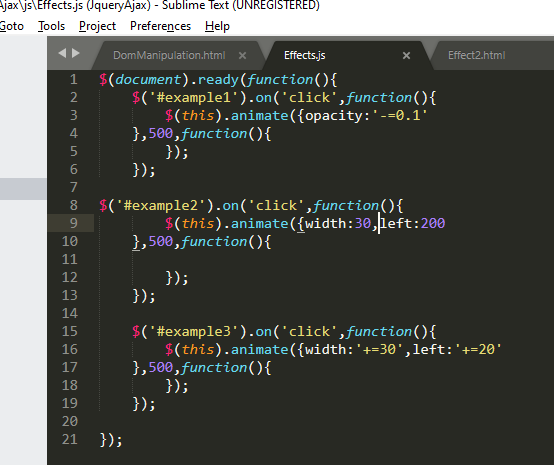 Ajax\js\Effects.js (JqueryAjax) - Sublime Text (UNREGISTERED)
Goto Tools Project Preferences Help
DomManipulation.html × Effects.js × Effect2.html
1 $(document).ready(function(){
2 $('#example1').on('click',function(){
3 $(this).animate({opacity:'-=0.1'
4 },500,function(){
5 });
6 });
7
8 $('#example2').on('click',function(){
9 $(this).animate({width:30,left:200
10 },500,function(){
11
12 });
13 });
14
15 $('#example3').on('click',function(){
16 $(this).animate({width:'+=30',left:'+=20'
17 },500,function(){
18 });
19 });
20
21 });